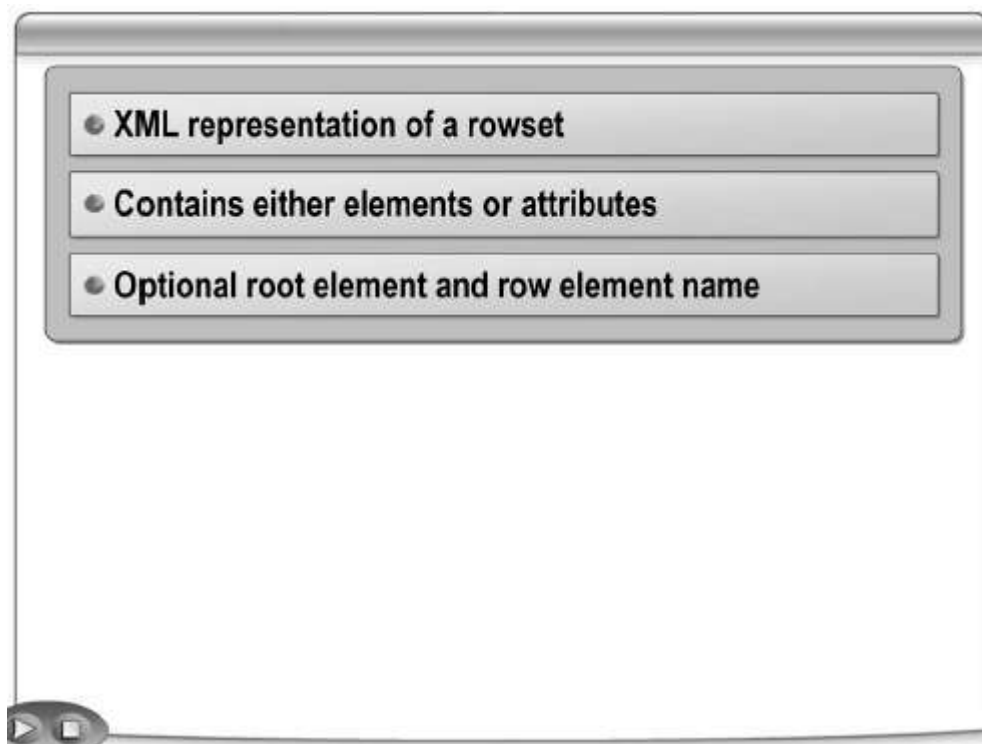 XML representation of a rowset
Contains either elements or attributes
Optional root element and row element name